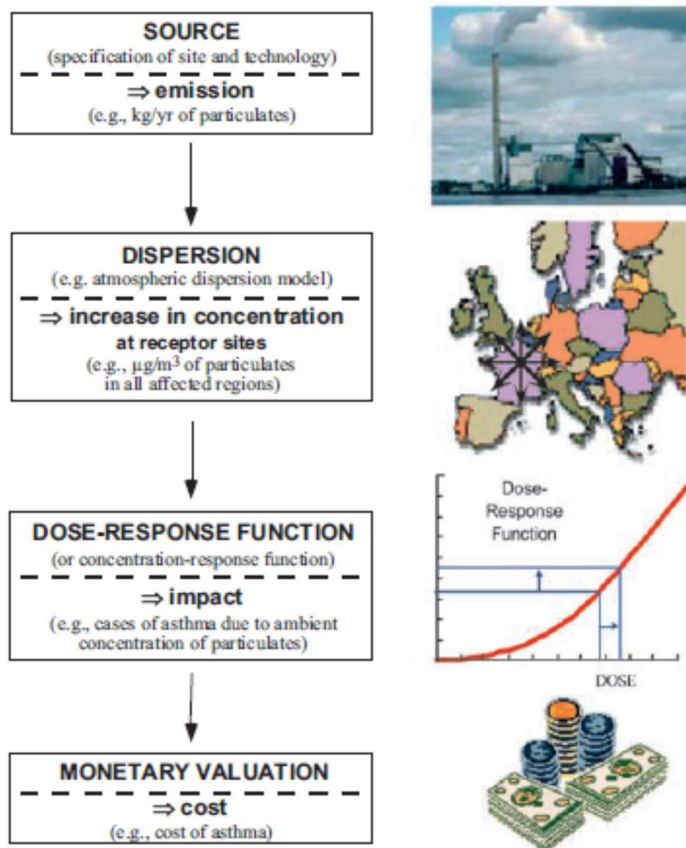 SOURCE
(specification of site and technology)
⇒ emission
(e.g., kg/yr of particulates)
DISPERSION
(e.g. atmospheric dispersion model)
⇒ increase in concentration
at receptor sites
(e.g., µg/m³ of particulates
in all affected regions)
DOSE-RESPONSE FUNCTION
(or concentration-response function)
⇒ impact
(e.g., cases of asthma due to ambient
concentration of particulates)
Dose-
Response
Function
DOSE
MONETARY VALUATION
⇒ cost
(e.g., cost of asthma)